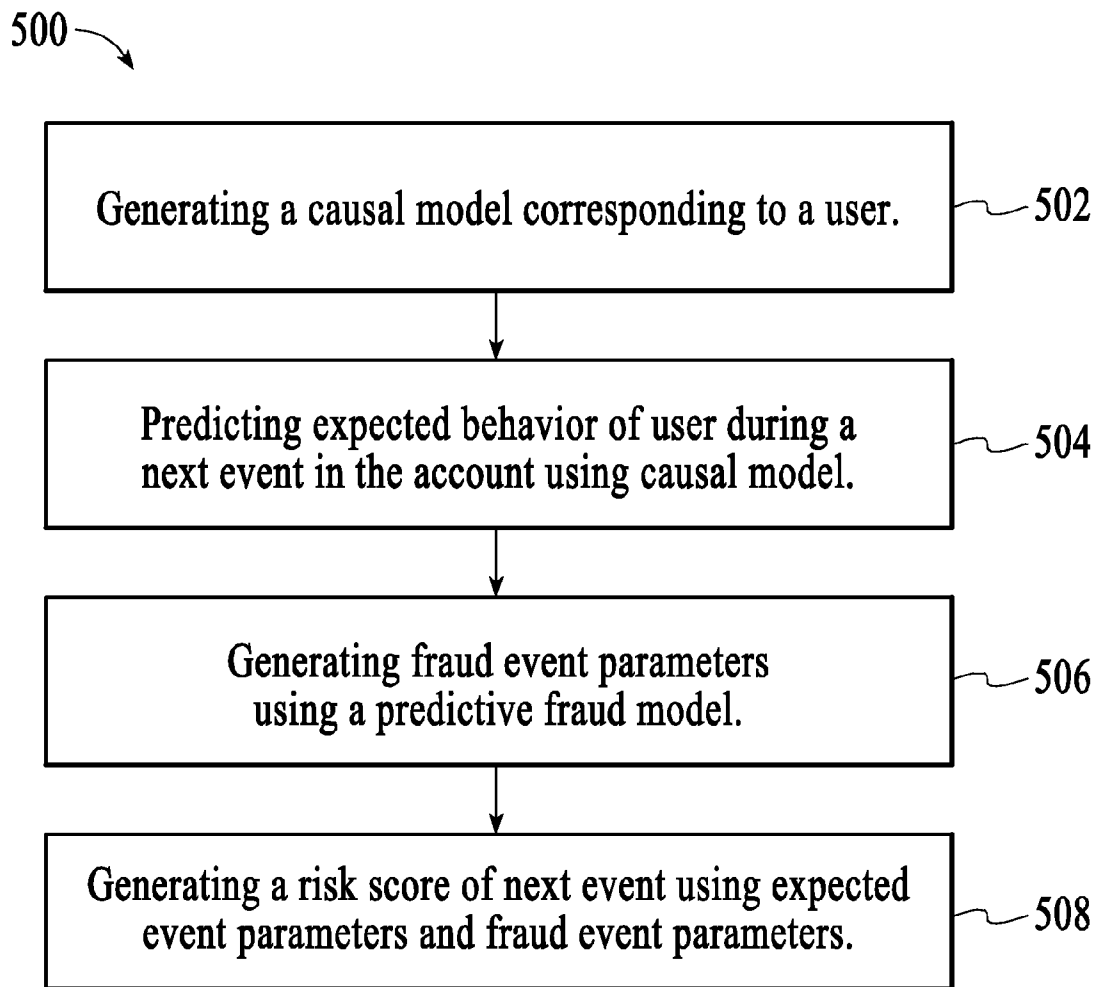 500
Generating a causal model corresponding to a user.
502
Predicting expected behavior of user during a
next event in the account using causal model.
504
Generating fraud event parameters
using a predictive fraud model.
506
Generating a risk score of next event using expected
event parameters and fraud event parameters.
508